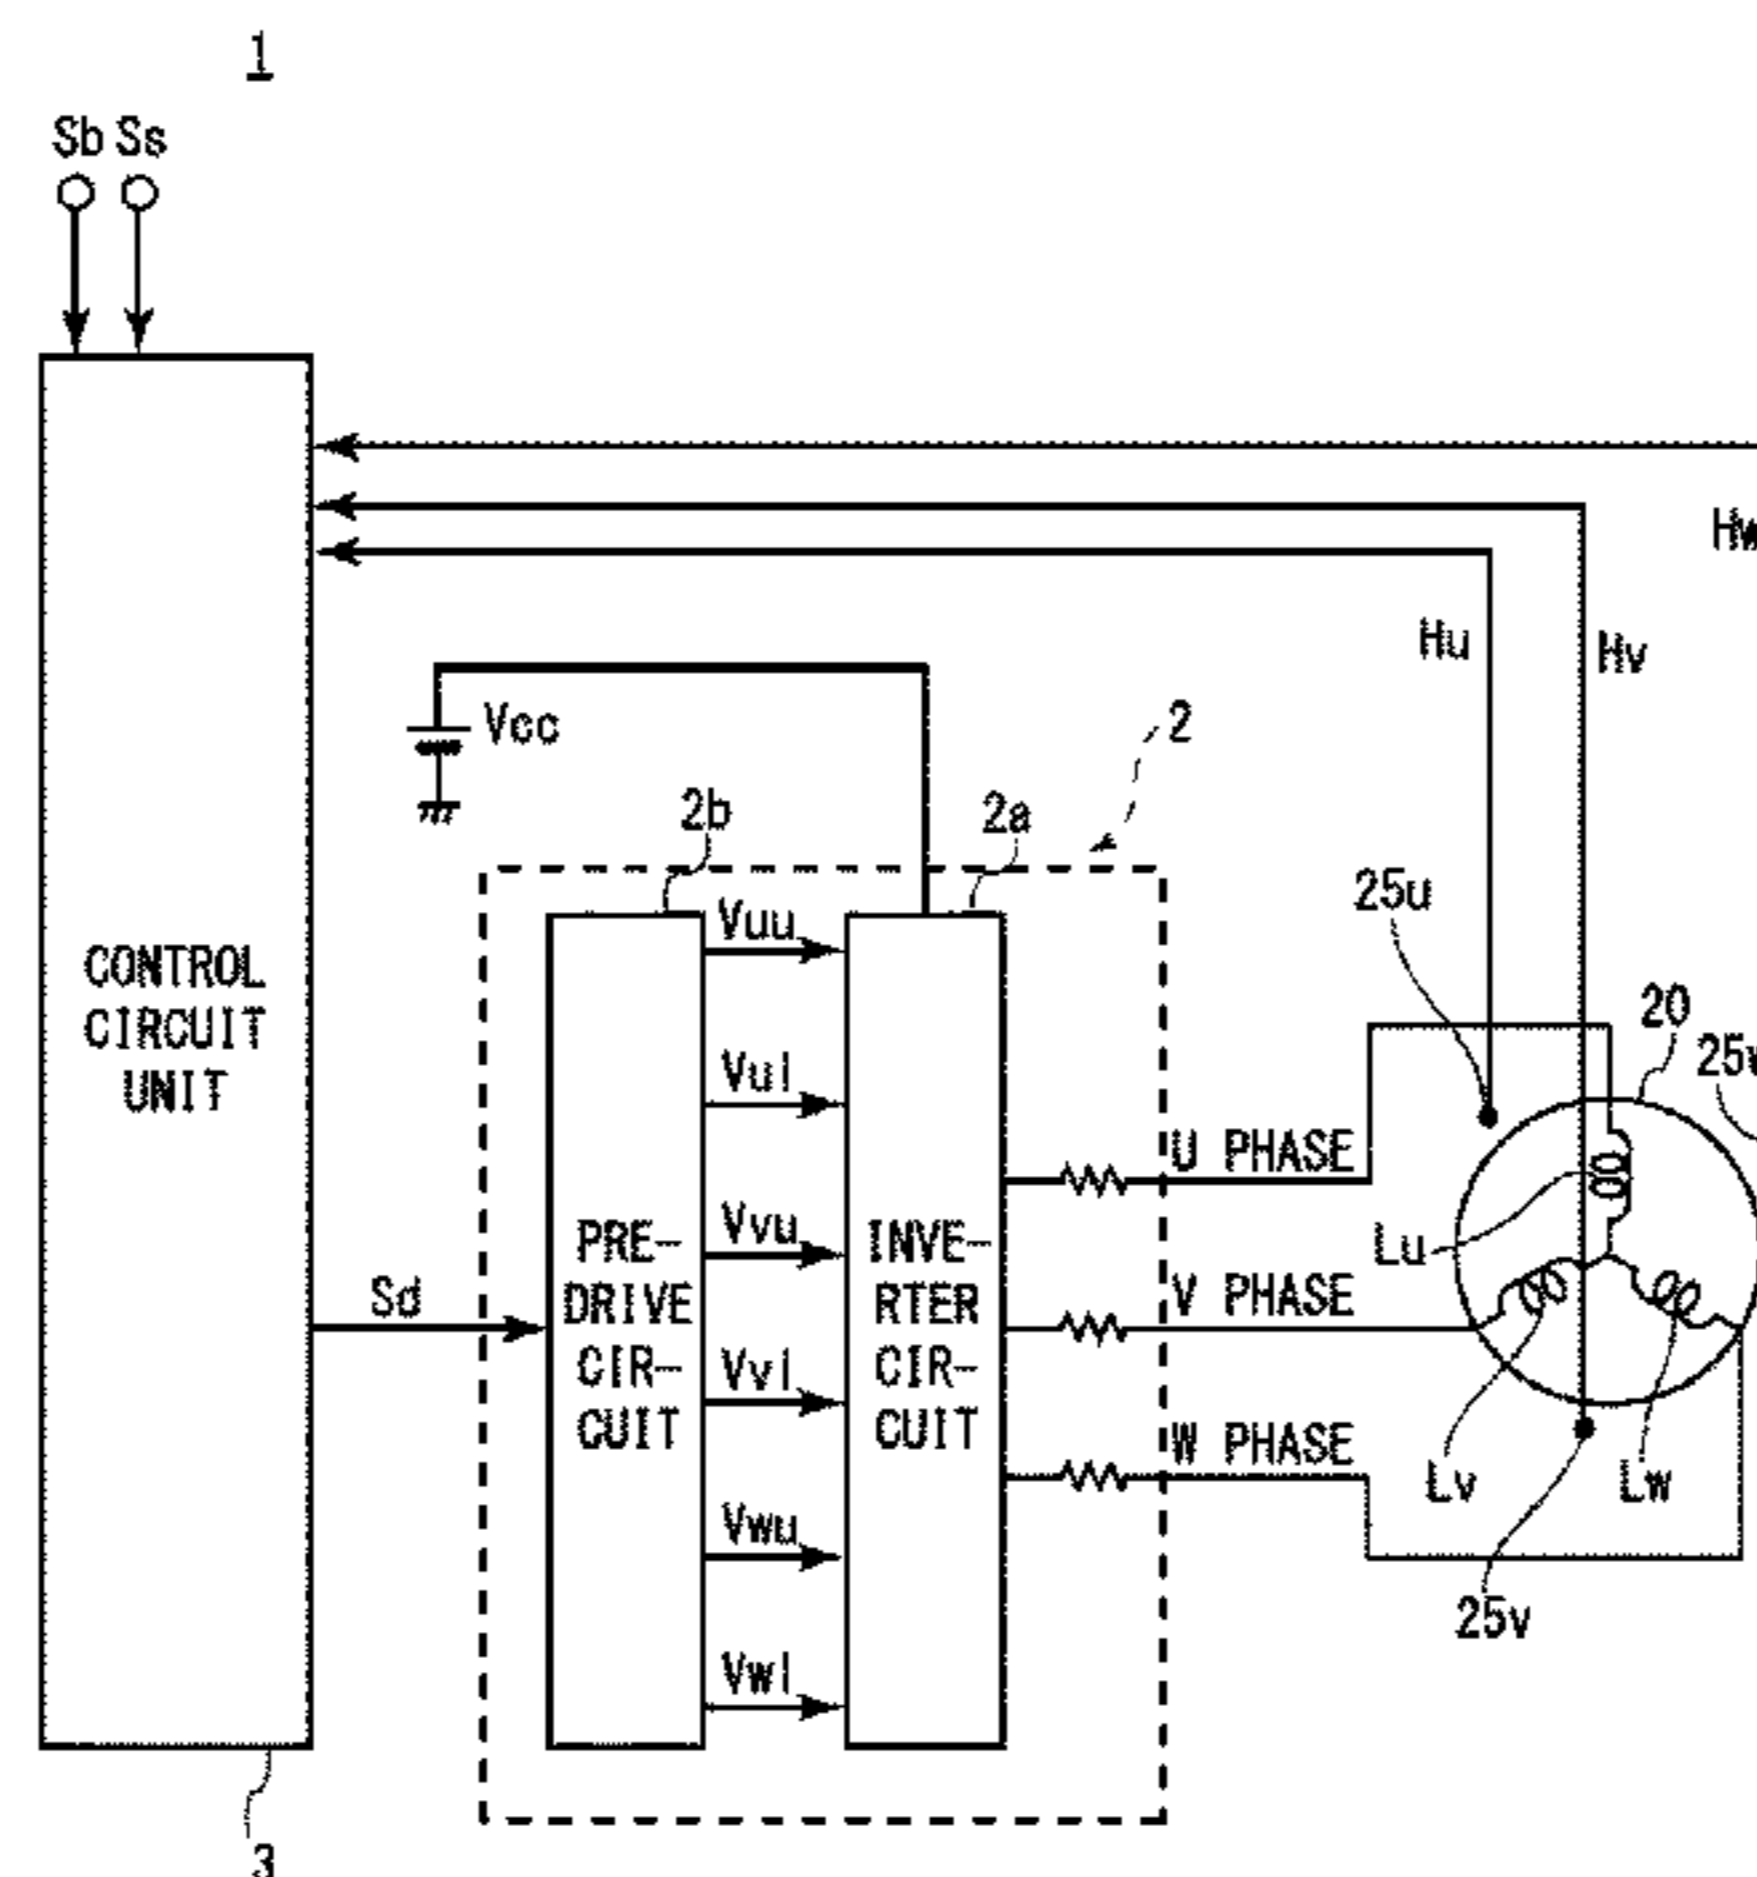 1
Sb Ss
Hw
Hu
Hv
Vcc
2
2b
2a
Vuu
25u
CONTROL
CIRCUIT
UNIT
20
Vul
U PHASE
PRE-
DRIVE
CIR-
CUIT
Vvu
INVE-
RTER
CIR-
CUIT
Lu
Sd
V PHASE
Vvl
W PHASE
Lv
Lw
Vwu
25v
Vwl
3